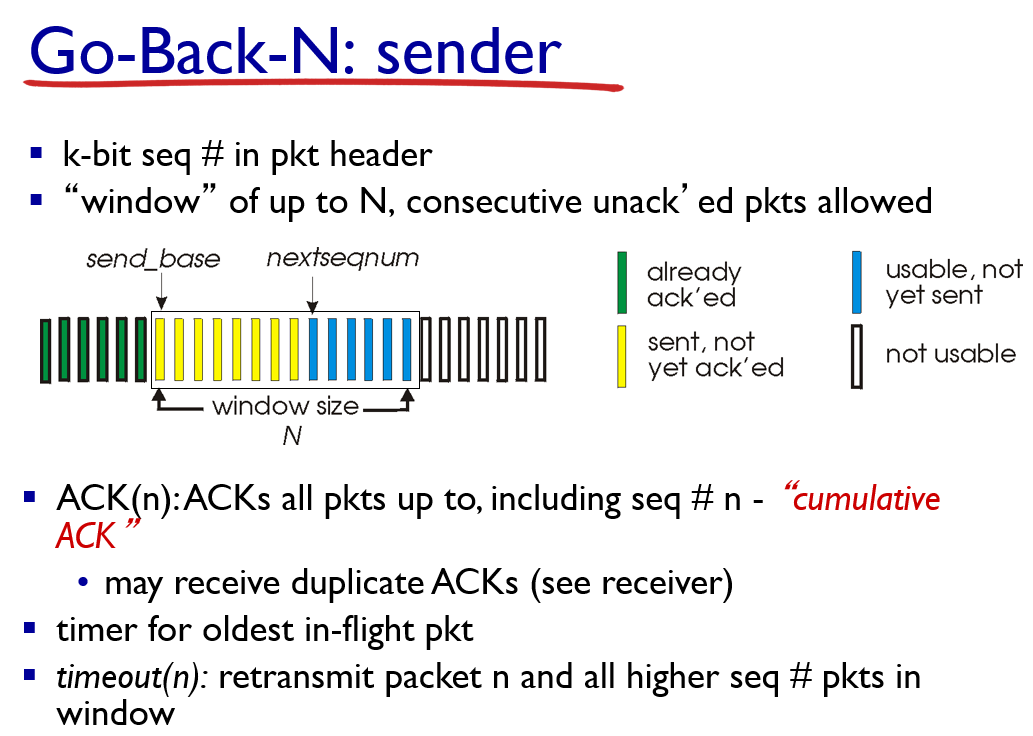 Go-Back-N: sender
▪ k-bit seq # in pkt header
▪ “window” of up to N, consecutive unack’ ed pkts allowed
send_base nextseqnum
already
ack’ed
usable, not
yet sent
sent, not
yet ack’ed
not usable
window size
N
▪ ACK(n): ACKs all pkts up to, including seq # n - “cumulative
ACK ”
• may receive duplicate ACKs (see receiver)
▪ timer for oldest in-flight pkt
▪ timeout(n): retransmit packet n and all higher seq # pkts in
window